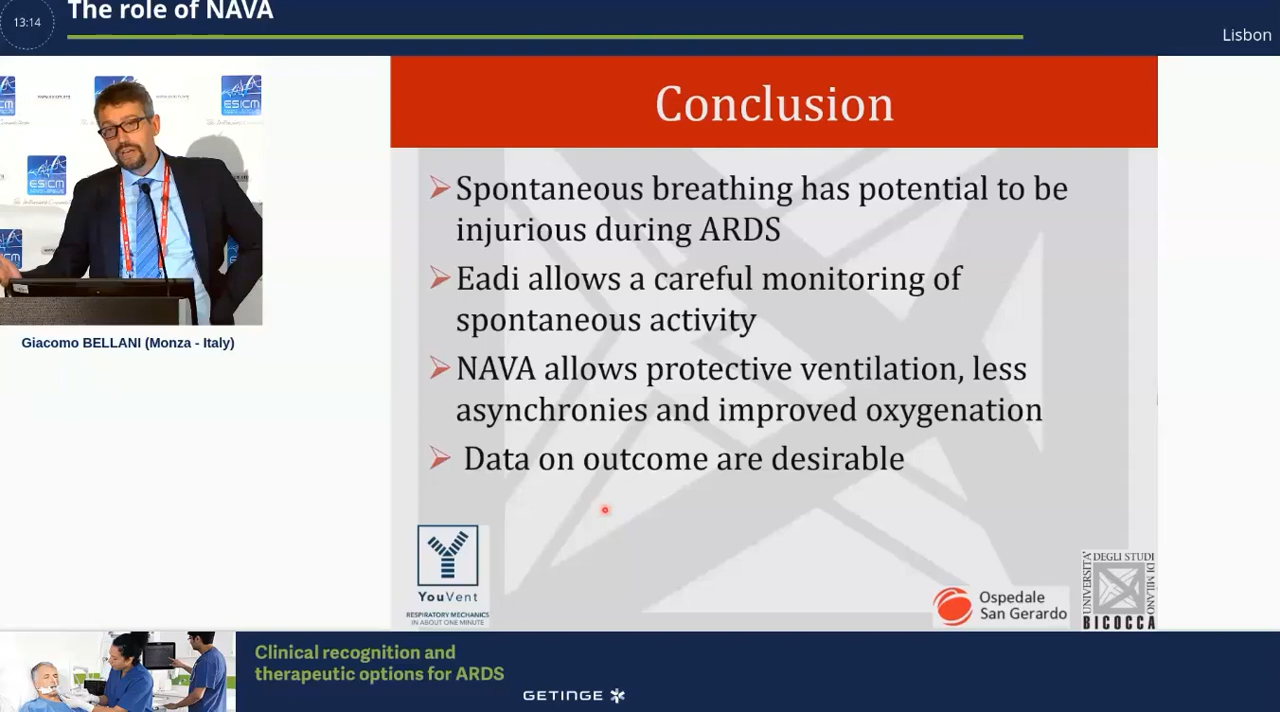 13:14
The role of NAVA
Lisbon
ESICM
ESICM
Giacomo BELLANI (Monza - Italy)
Conclusion
Spontaneous breathing has potential to be
injurious during ARDS
Eadi allows a careful monitoring of
spontaneous activity
NAVA allows protective ventilation, less
asynchronies and improved oxygenation
Data on outcome are desirable
YouVent
RESPIRATORY MECHANICS
IN ABOUT ONE MINUTE
Ospedale
San Gerardo
UNIVERSITA'
DEGLI STUDI
DI MILANO
BICOCCA
Clinical recognition and
therapeutic options for ARDS
GETINGE